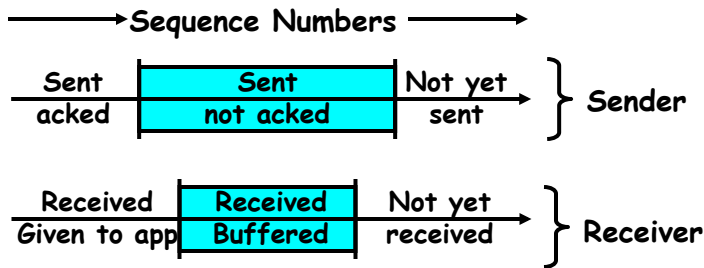 Sequence Numbers
Sent Sent Not yet
acked not acked sent
Sender
Received Received Not yet
Given to app Buffered received
Receiver